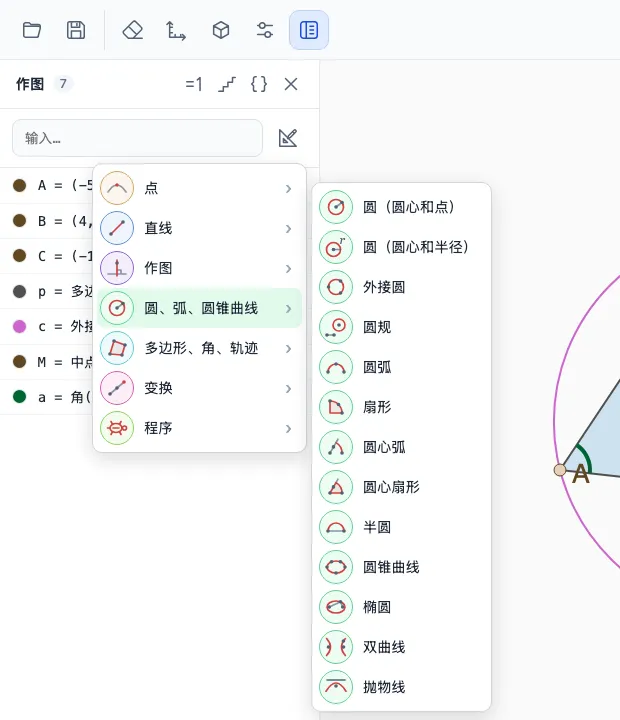 作图 7
=1 { }
输入…
A = (-5
B = (4,
C = (-1
p = 多边
c = 外接
M = 中点
a = 角(
点
直线
作图
圆、弧、圆锥曲线
多边形、角、轨迹
变换
程序
圆（圆心和点）
r
圆（圆心和半径）
外接圆
圆规
圆弧
扇形
圆心弧
圆心扇形
半圆
圆锥曲线
椭圆
双曲线
抛物线
A